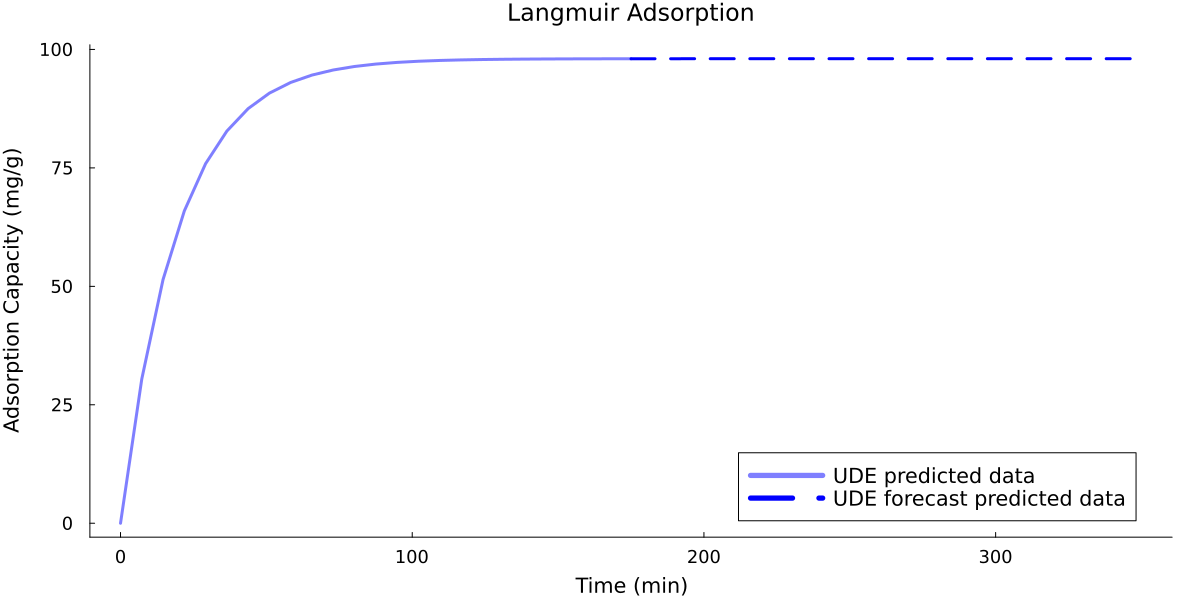 Langmuir Adsorption
Adsorption Capacity (mg/g)
100
75
50
25
0
UDE predicted data
UDE forecast predicted data
0 100 200 300
Time (min)